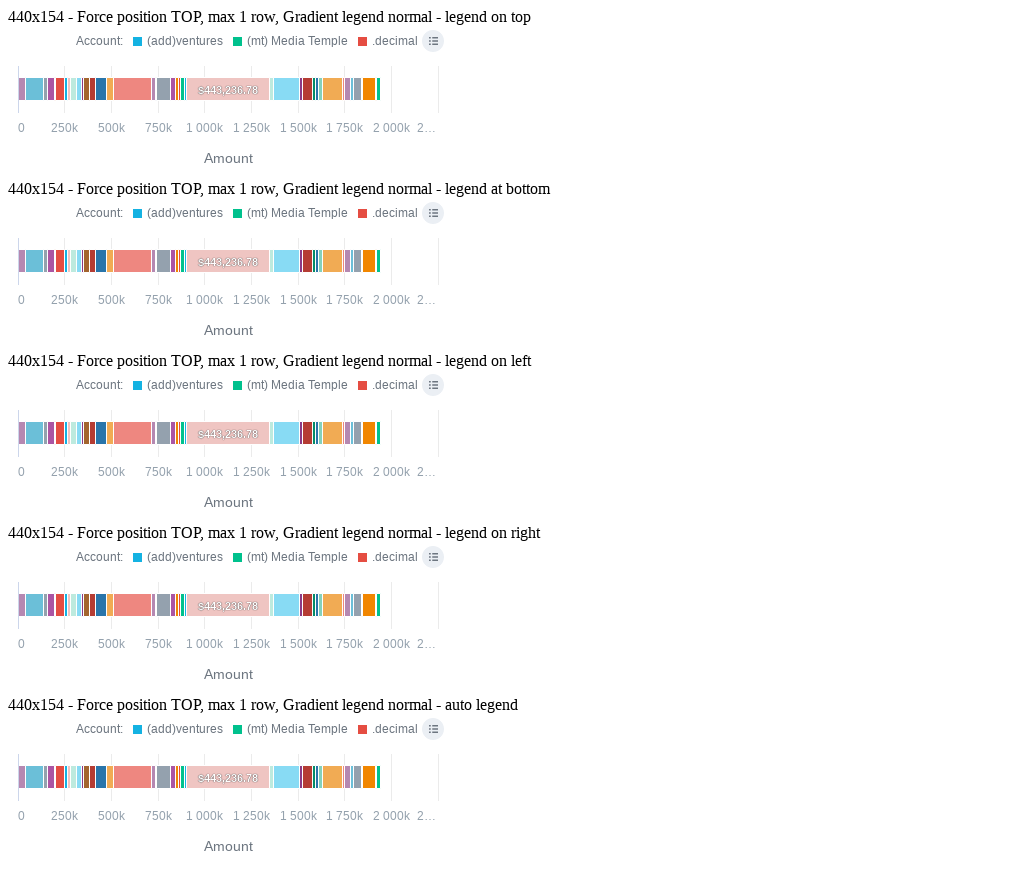 440x154 - Force position TOP, max 1 row, Gradient legend normal - legend on top
Account: (add)ventures (mt) Media Temple .decimal
$443,236.78
0 250k 500k 750k 1 000k 1 250k 1 500k 1 750k 2 000k 2…
Amount
440x154 - Force position TOP, max 1 row, Gradient legend normal - legend at bottom
Account: (add)ventures (mt) Media Temple .decimal
$443,236.78
0 250k 500k 750k 1 000k 1 250k 1 500k 1 750k 2 000k 2…
Amount
440x154 - Force position TOP, max 1 row, Gradient legend normal - legend on left
Account: (add)ventures (mt) Media Temple .decimal
$443,236.78
0 250k 500k 750k 1 000k 1 250k 1 500k 1 750k 2 000k 2…
Amount
440x154 - Force position TOP, max 1 row, Gradient legend normal - legend on right
Account: (add)ventures (mt) Media Temple .decimal
$443,236.78
0 250k 500k 750k 1 000k 1 250k 1 500k 1 750k 2 000k 2…
Amount
440x154 - Force position TOP, max 1 row, Gradient legend normal - auto legend
Account: (add)ventures (mt) Media Temple .decimal
$443,236.78
0 250k 500k 750k 1 000k 1 250k 1 500k 1 750k 2 000k 2…
Amount